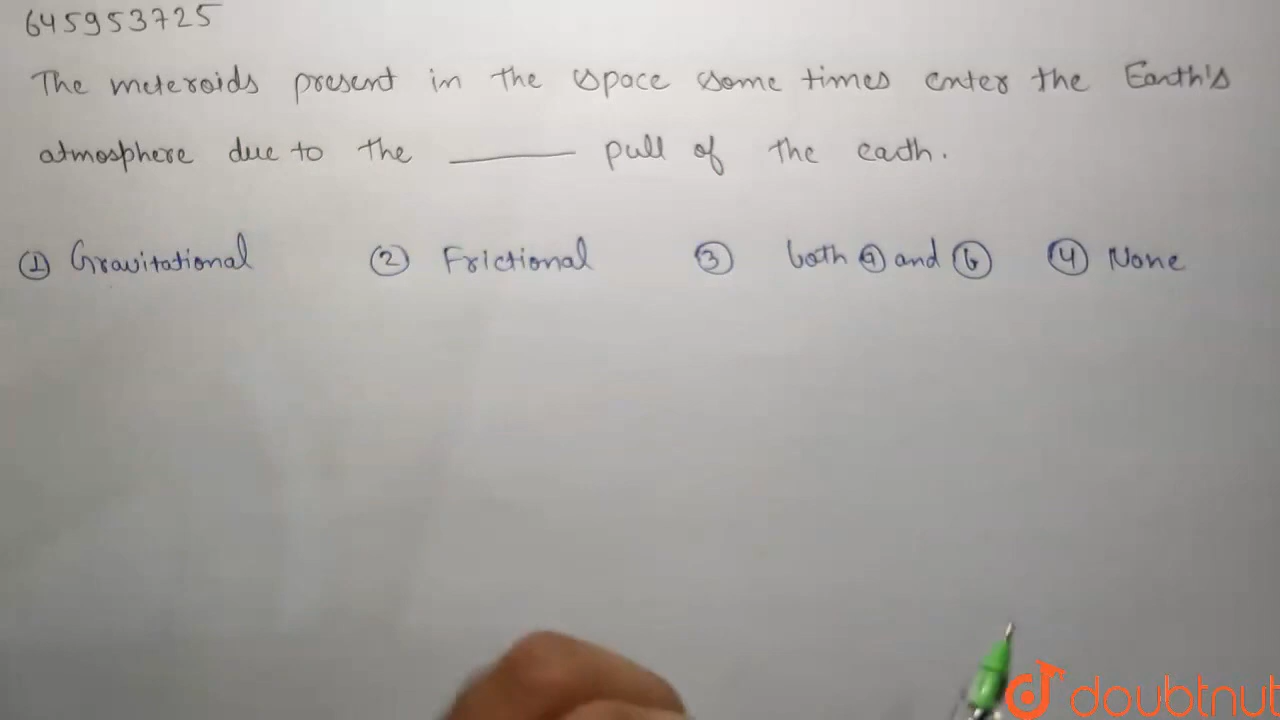 645953725
The meteroids present in the space some times enter the Earth's
atmosphere due to the ______ pull of the eath.
① Gravitational ② Frictional ③ both ⓐ and ⓑ ④ None
doubtnut